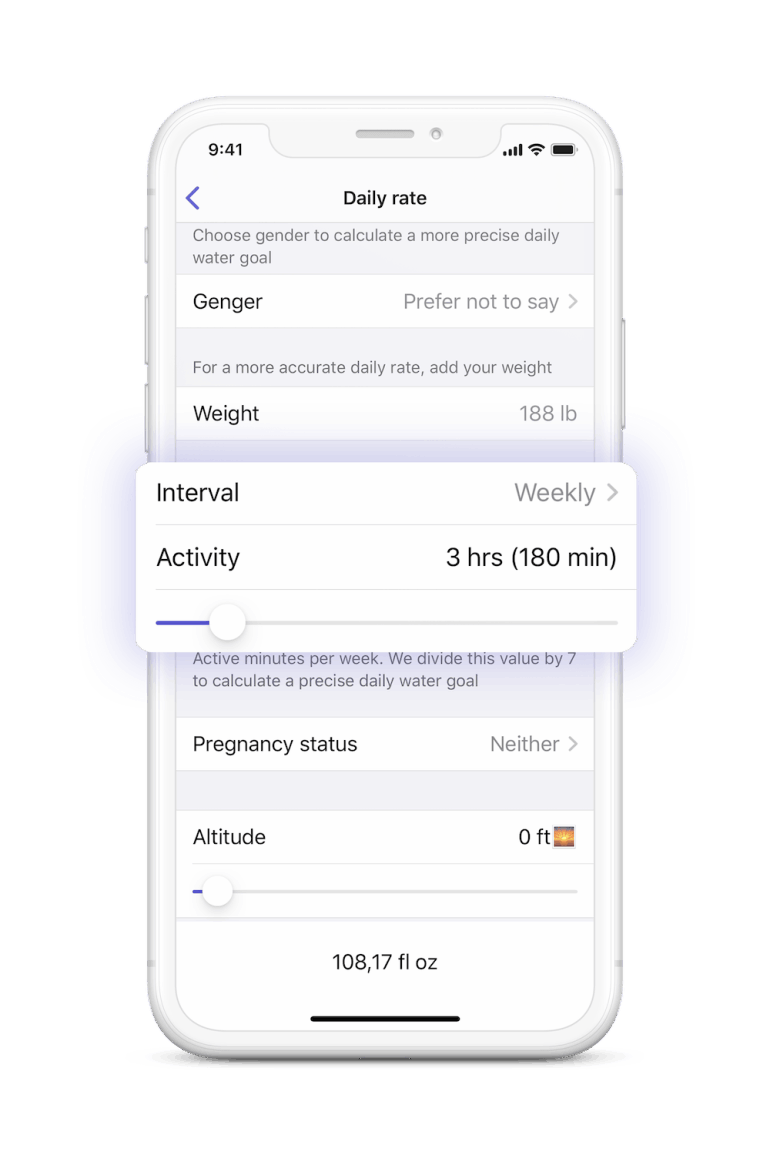 9:41
Daily rate
Choose gender to calculate a more precise daily
water goal
Genger Prefer not to say
For a more accurate daily rate, add your weight
Weight 188 lb
Interval Weekly
Activity 3 hrs (180 min)
Active minutes per week. We divide this value by 7
to calculate a precise daily water goal
Pregnancy status Neither
Altitude 0 ft
108,17 fl oz